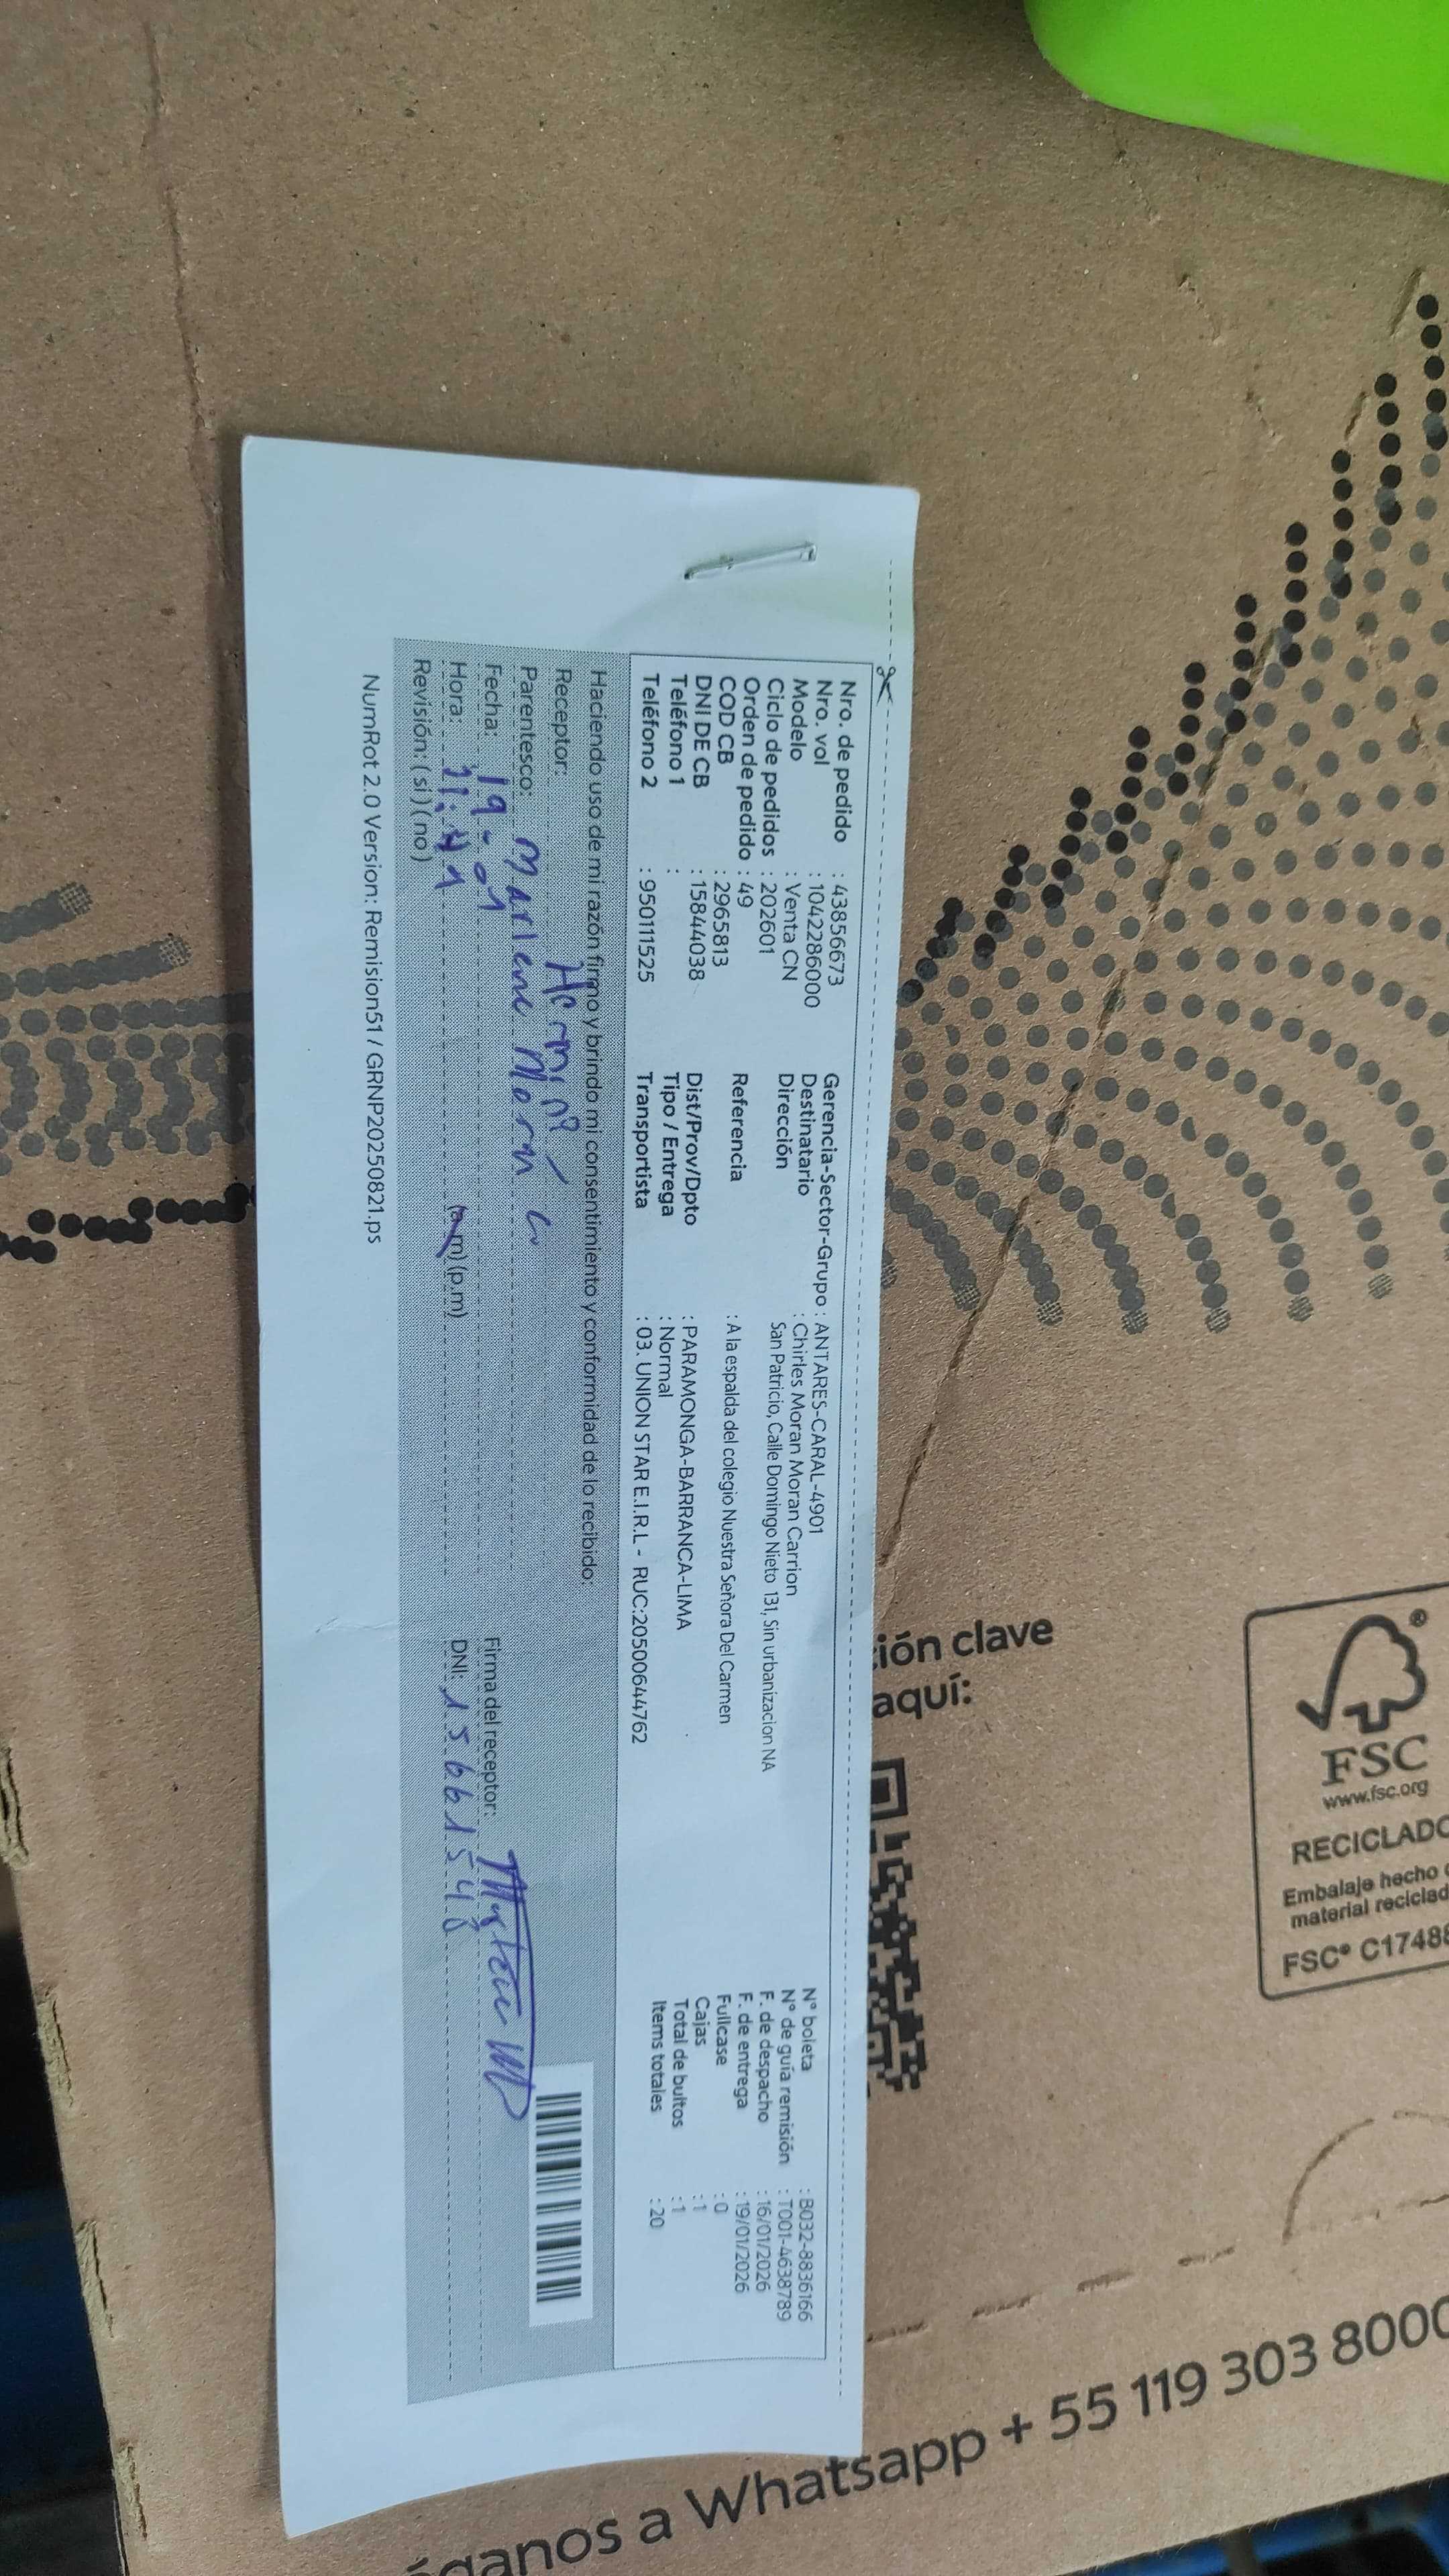 Nro. de pedido : 43856673
Nro. vol : 1042286000
Modelo : Venta CN
Ciclo de pedidos : 202601
Orden de pedido : 49
COD CB : 2965813
DNI DE CB : 15844038
Teléfono 1 :
Teléfono 2 : 950111525
Gerencia-Sector-Grupo : ANTARES-CARAL-4901
Destinatario : Chirles Moran Moran Carrion
Dirección San Patricio, Calle Domingo Nieto 131, Sin urbanizacion NA
Referencia : A la espalda del colegio Nuestra Señora Del Carmen
Dist/Prov/Dpto : PARAMONGA-BARRANCA-LIMA
Tipo / Entrega : Normal
Transportista : 03. UNION STAR E.I.R.L - RUC:20500644762
N° boleta : B032-8836166
N° de guía remisión : T001-4638789
F. de despacho : 16/01/2026
F. de entrega : 19/01/2026
Fullcase : 0
Cajas : 1
Total de bultos : 1
Items totales : 20
Haciendo uso de mi razón firmo y brindo mi consentimiento y conformidad de lo recibido:
Receptor:
Parentesco: Marlene
Fecha: 19-01
Hora: (a.m) (p.m)
Revisión: ( si ) ( no )
Firma del receptor:
DNI:
NumRot 2.0 Version: Remision51 / GRNP20250821.ps
ión clave
aquí:
FSC
®
www.fsc.org
RECICLADO
Embalaje hecho
material reciclad
FSC® C17488
ganos a Whatsapp + 55 119 303 8000